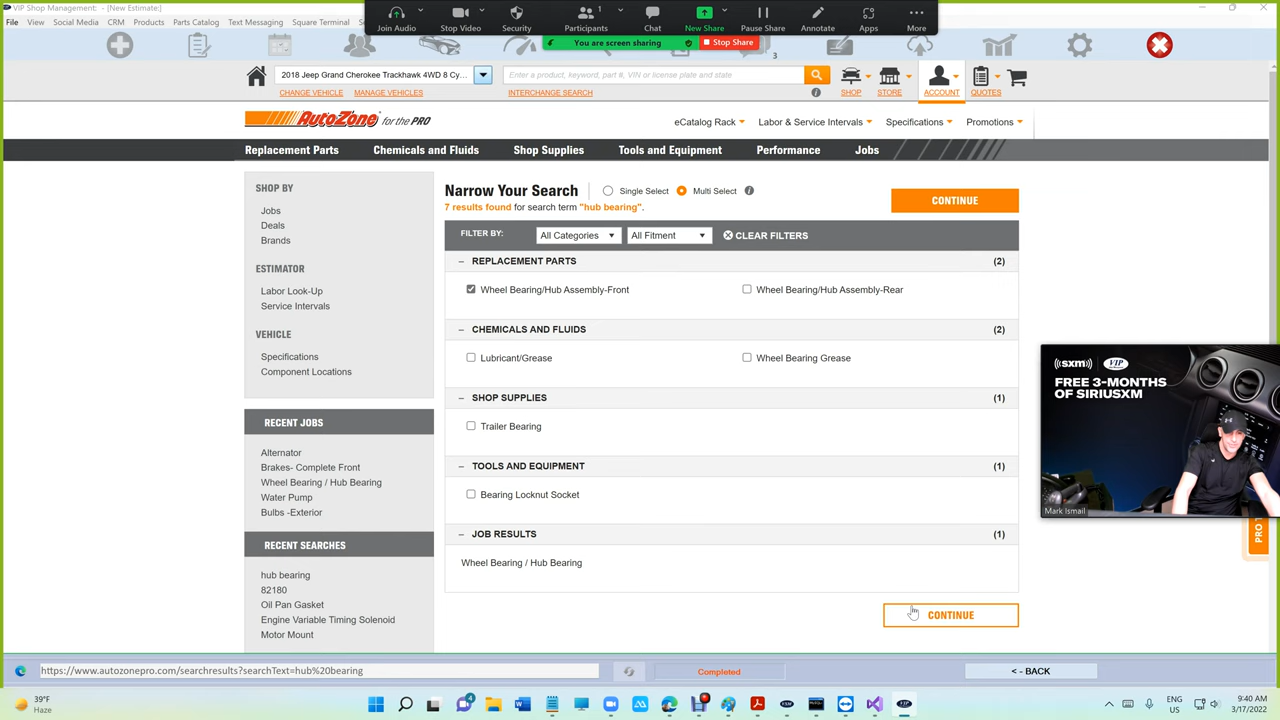 VIP Shop Management: - [New Estimate:]
File View Social Media CRM Products Parts Catalog Text Messaging Square Terminal
Join Audio Stop Video Security Participants 1 Chat New Share Pause Share Annotate Apps More
You are screen sharing Stop Share
3
2018 Jeep Grand Cherokee Trackhawk 4WD 8 Cy...
Enter a product, keyword, part #, VIN or license plate and state
CHANGE VEHICLE MANAGE VEHICLES INTERCHANGE SEARCH
SHOP STORE ACCOUNT QUOTES
AutoZone for the PRO
eCatalog Rack Labor & Service Intervals Specifications Promotions
Replacement Parts Chemicals and Fluids Shop Supplies Tools and Equipment Performance Jobs
SHOP BY
Jobs
Deals
Brands
ESTIMATOR
Labor Look-Up
Service Intervals
VEHICLE
Specifications
Component Locations
RECENT JOBS
Alternator
Brakes- Complete Front
Wheel Bearing / Hub Bearing
Water Pump
Bulbs -Exterior
RECENT SEARCHES
hub bearing
82180
Oil Pan Gasket
Engine Variable Timing Solenoid
Motor Mount
Narrow Your Search Single Select Multi Select
7 results found for search term "hub bearing".
CONTINUE
FILTER BY: All Categories All Fitment CLEAR FILTERS
REPLACEMENT PARTS (2)
Wheel Bearing/Hub Assembly-Front Wheel Bearing/Hub Assembly-Rear
CHEMICALS AND FLUIDS (2)
Lubricant/Grease Wheel Bearing Grease
SHOP SUPPLIES (1)
Trailer Bearing
TOOLS AND EQUIPMENT (1)
Bearing Locknut Socket
JOB RESULTS (1)
Wheel Bearing / Hub Bearing
CONTINUE
((sxm)) VIP
FREE 3-MONTHS
OF SIRIUSXM
Mark Ismail
https://www.autozonepro.com/searchresults?searchText=hub%20bearing
Completed
< - BACK
39°F
Haze
4
ENG
US
9:40 AM
3/17/2022